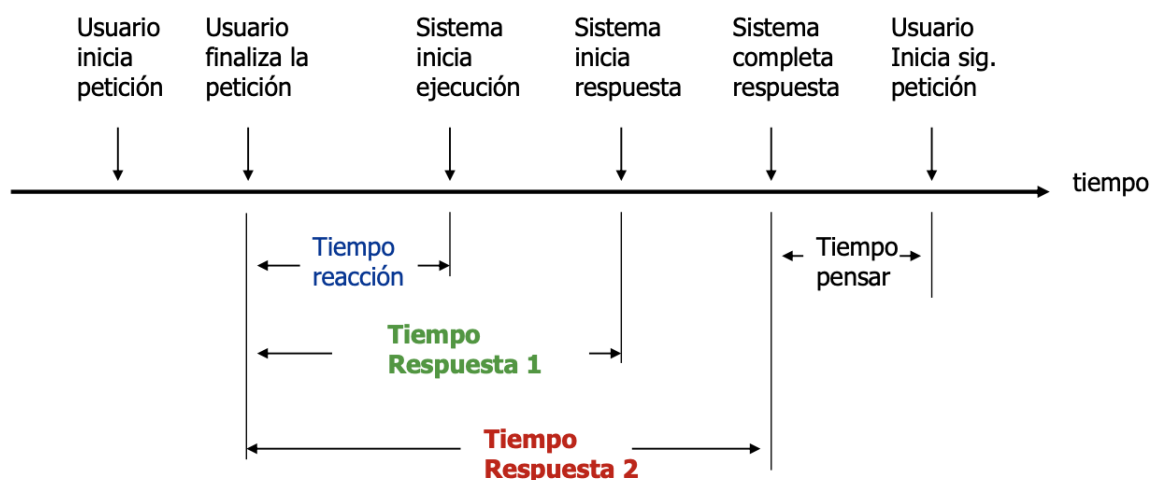 Usuario
inicia
petición
Usuario
finaliza la
petición
Sistema
inicia
ejecución
Sistema
inicia
respuesta
Sistema
completa
respuesta
Usuario
Inicia sig.
petición
tiempo
Tiempo
reacción
Tiempo
pensar
Tiempo
Respuesta 1
Tiempo
Respuesta 2